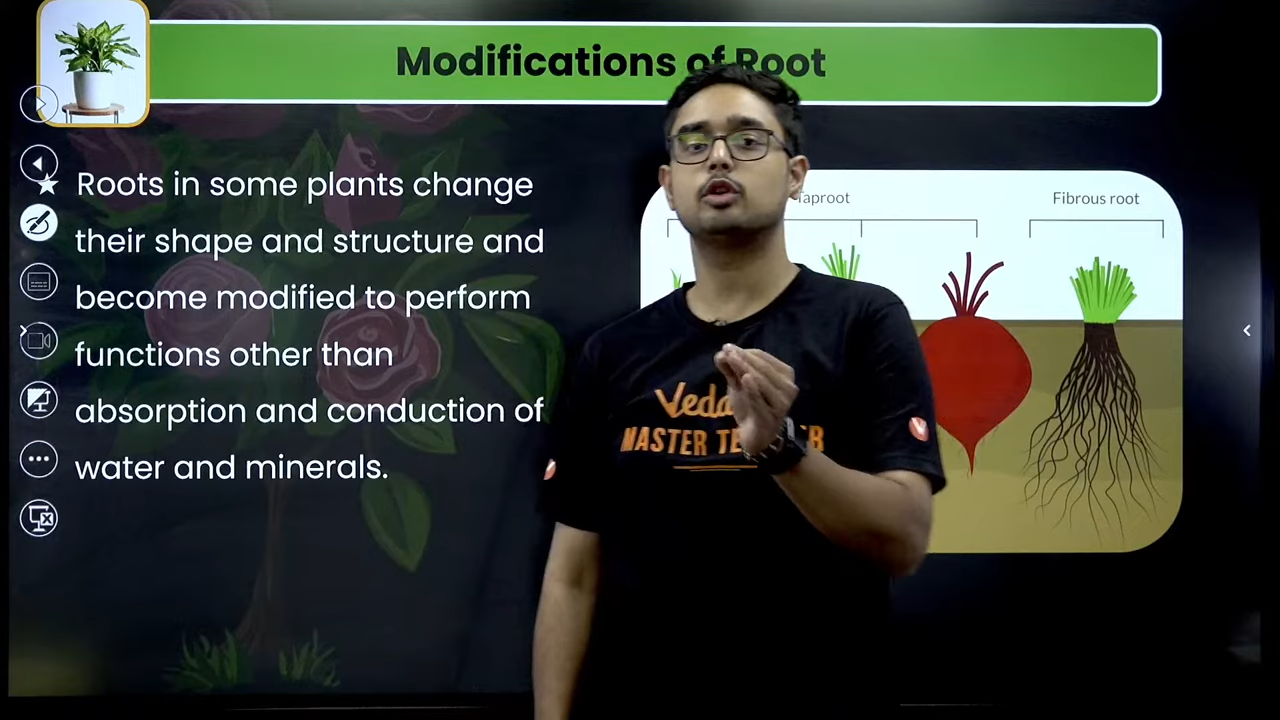 Modifications of Root
Roots in some plants change
their shape and structure and
become modified to perform
functions other than
absorption and conduction of
water and minerals.
Taproot
Fibrous root
MASTER